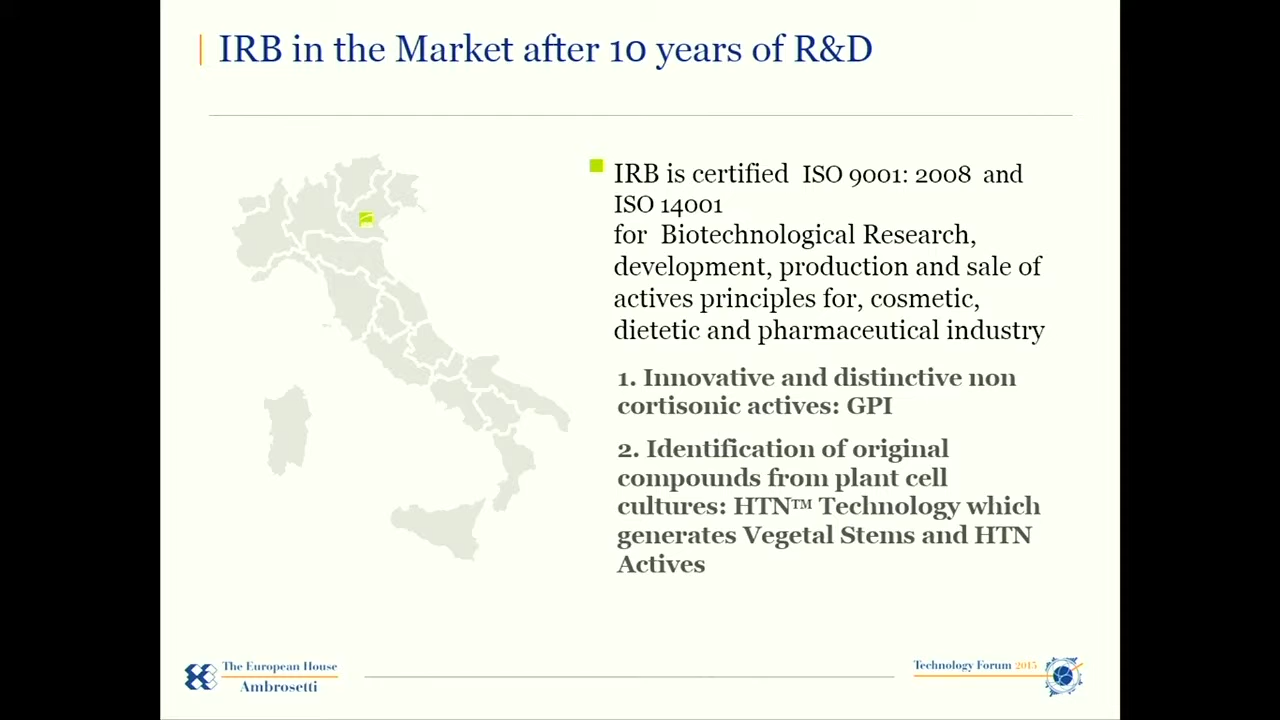 IRB in the Market after 10 years of R&D
IRB is certified ISO 9001: 2008 and
ISO 14001
for Biotechnological Research,
development, production and sale of
actives principles for, cosmetic,
dietetic and pharmaceutical industry
1. Innovative and distinctive non
cortisonic actives: GPI
2. Identification of original
compounds from plant cell
cultures: HTN™ Technology which
generates Vegetal Stems and HTN
Actives
The European House
Ambrosetti
Technology Forum 2015